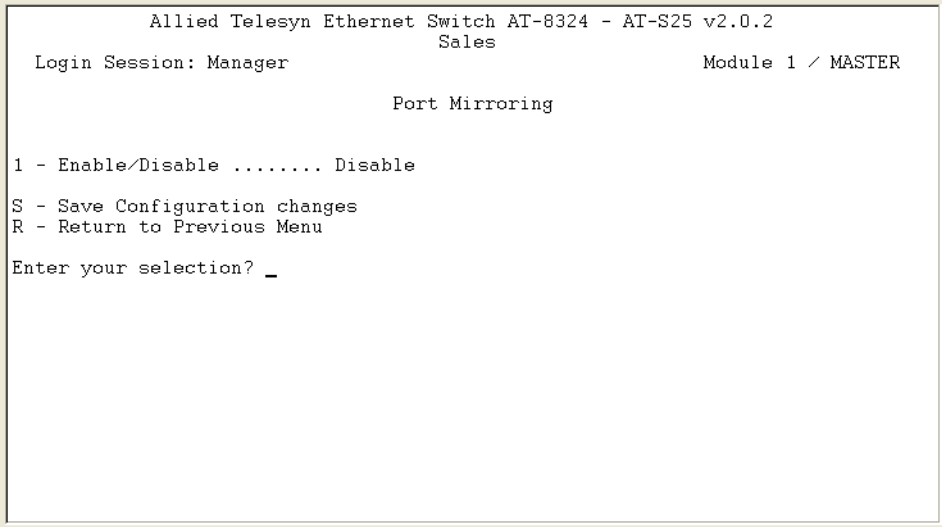 Allied Telesyn Ethernet Switch AT-8324 - AT-S25 v2.0.2
Sales
Login Session: Manager Module 1 / MASTER
Port Mirroring
1 - Enable/Disable ........ Disable
S - Save Configuration changes
R - Return to Previous Menu
Enter your selection? _